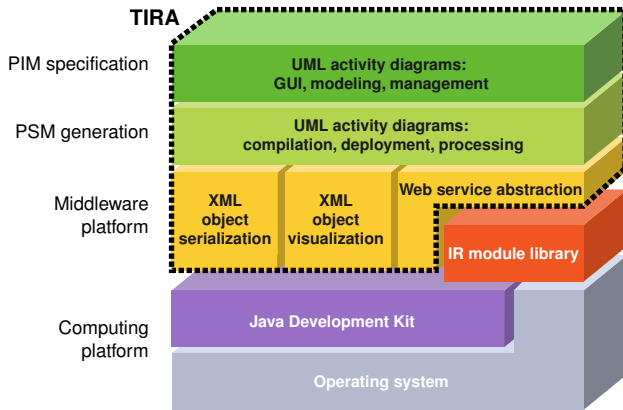 TIRA
PIM specification
UML activity diagrams:
GUI, modeling, management
PSM generation
UML activity diagrams:
compilation, deployment, processing
Middleware
platform
XML
object
serialization
XML
object
visualization
Web service abstraction
IR module library
Computing
platform
Java Development Kit
Operating system